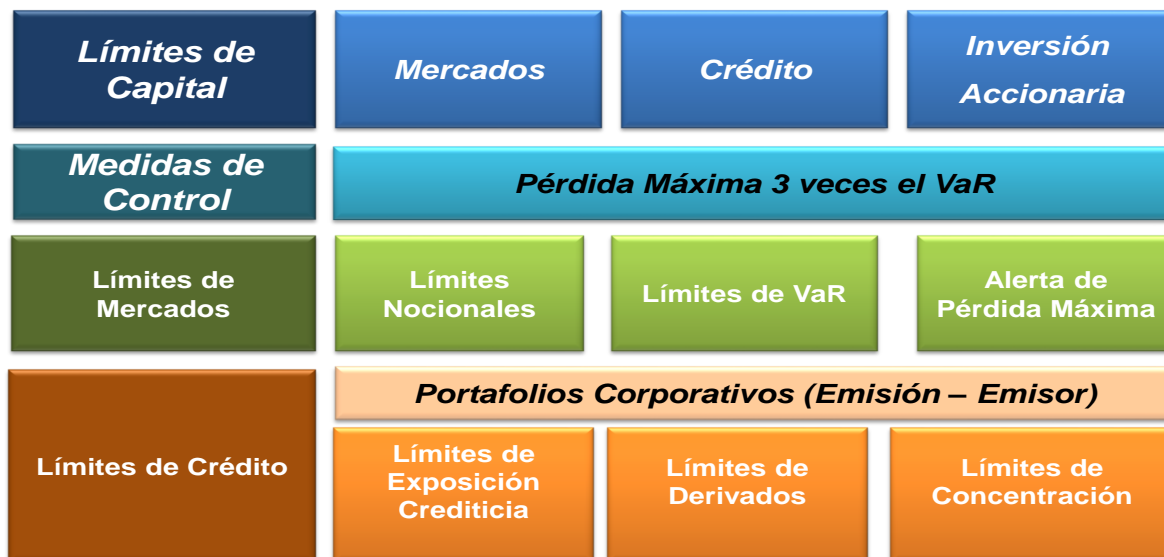 Límites de
Capital
Mercados
Crédito
Inversión
Accionaria
Medidas de
Control
Pérdida Máxima 3 veces el VaR
Límites de
Mercados
Límites
Nocionales
Límites de VaR
Alerta de
Pérdida Máxima
Límites de Crédito
Portafolios Corporativos (Emisión – Emisor)
Límites de
Exposición
Crediticia
Límites de
Derivados
Límites de
Concentración